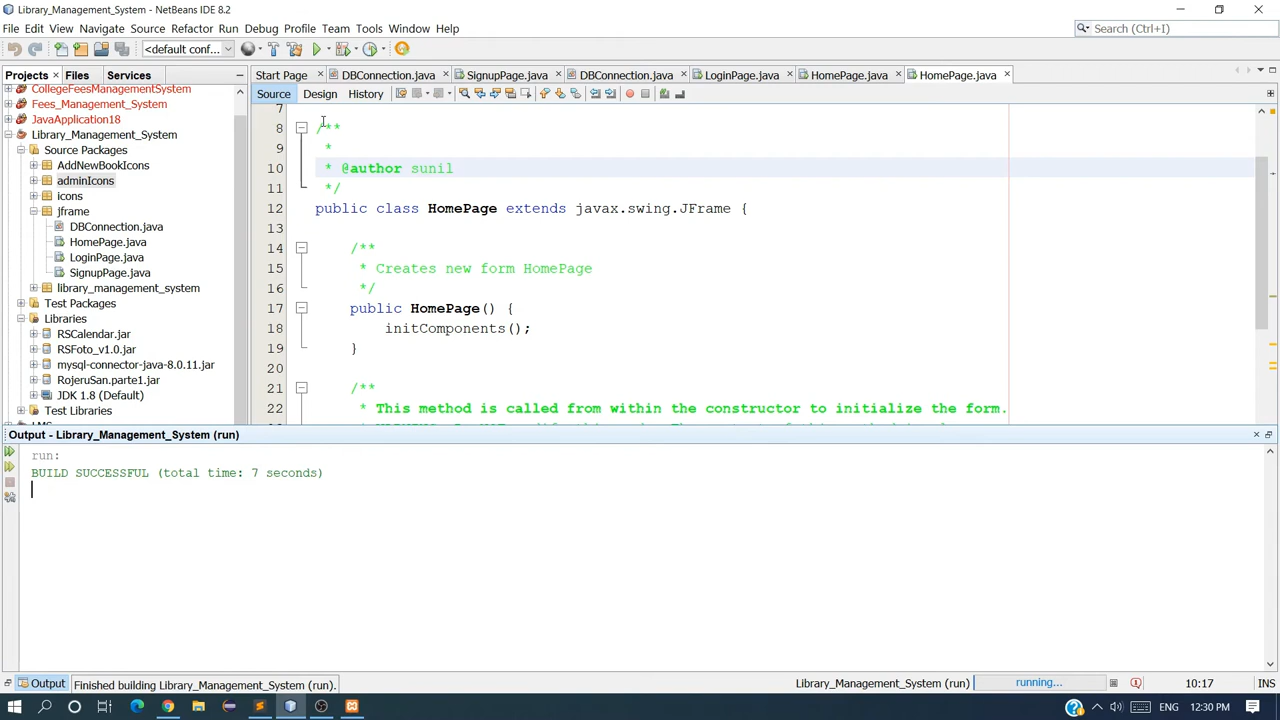 Library_Management_System - NetBeans IDE 8.2
File Edit View Navigate Source Refactor Run Debug Profile Team Tools Window Help
Search (Ctrl+I)
<default conf...
Projects Files Services
Start Page DBConnection.java SignupPage.java DBConnection.java LoginPage.java HomePage.java HomePage.java
Source Design History
CollegeFeesManagementSystem
Fees_Management_System
JavaApplication18
Library_Management_System
Source Packages
AddNewBookIcons
adminIcons
icons
jframe
DBConnection.java
HomePage.java
LoginPage.java
SignupPage.java
library_management_system
Test Packages
Libraries
RSCalendar.jar
RSFoto_v1.0.jar
mysql-connector-java-8.0.11.jar
RojeruSan.parte1.jar
JDK 1.8 (Default)
Test Libraries
7
8 /**
9 *
10 * @author sunil
11 */
12 public class HomePage extends javax.swing.JFrame {
13
14 /**
15 * Creates new form HomePage
16 */
17 public HomePage() {
18 initComponents();
19 }
20
21 /**
22 * This method is called from within the constructor to initialize the form.
Output - Library_Management_System (run)
run:
BUILD SUCCESSFUL (total time: 7 seconds)
Output
Finished building Library_Management_System (run).
Library_Management_System (run) running...
10:17 INS
ENG 12:30 PM